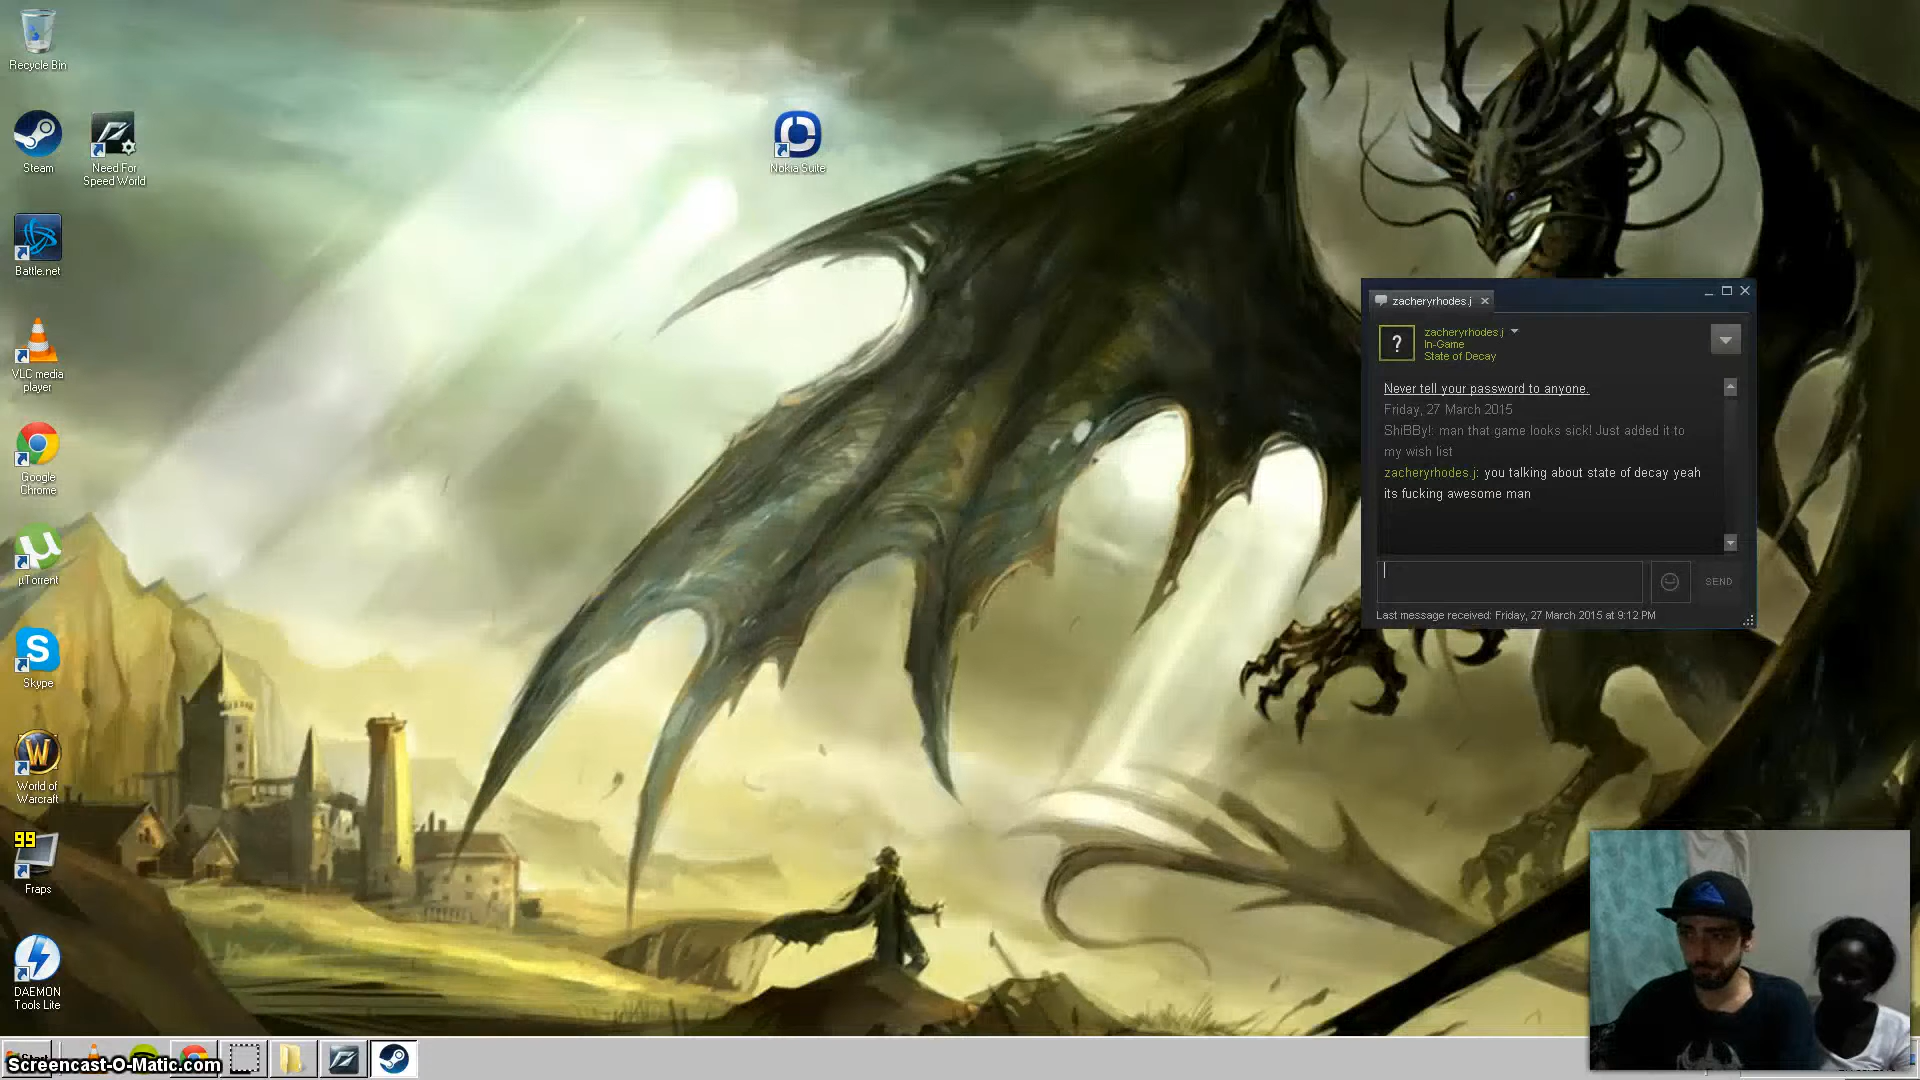 Recycle Bin
Steam
Need For
Speed World
Nokia Suite
Battle.net
VLC media
player
Google
Chrome
µTorrent
Skype
World of
Warcraft
99
Fraps
DAEMON
Tools Lite
zacheryrhodes.j
zacheryrhodes.j
In-Game
State of Decay
Never tell your password to anyone.
Friday, 27 March 2015
ShiBBy!: man that game looks sick! Just added it to
my wish list
zacheryrhodes.j: you talking about state of decay yeah
its fucking awesome man
SEND
Last message received: Friday, 27 March 2015 at 9:12 PM
Screencast-O-Matic.com